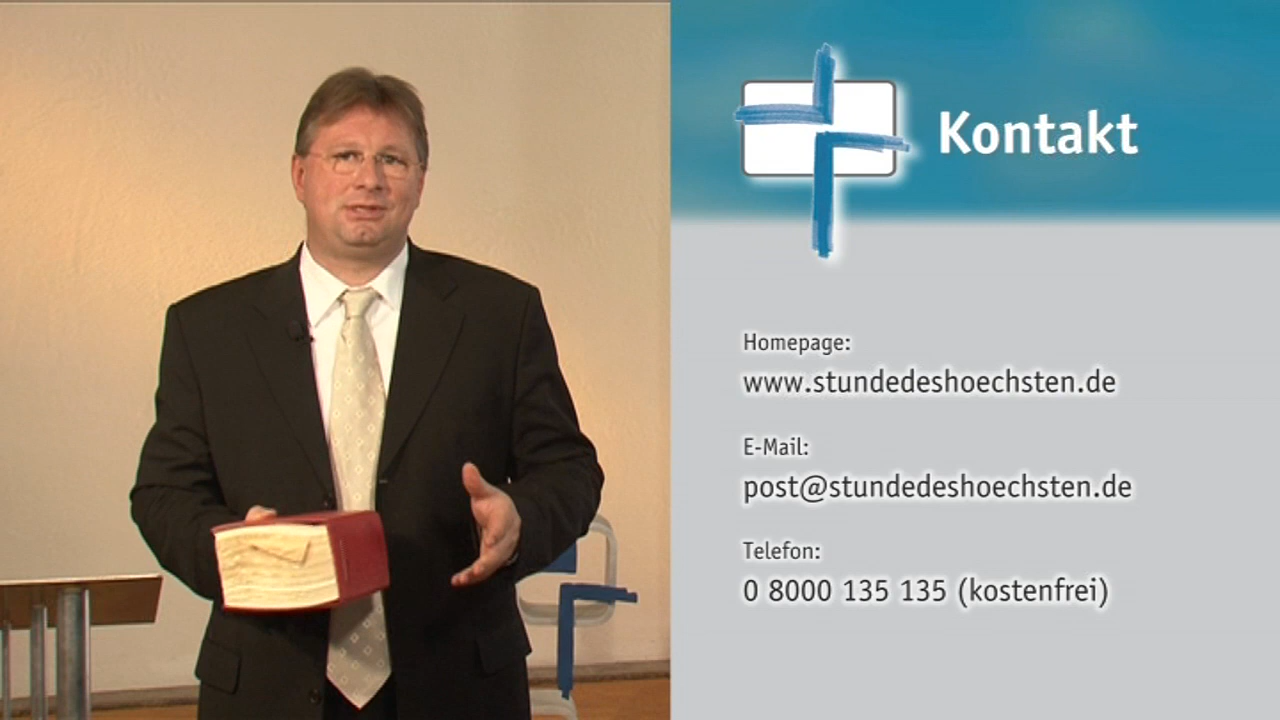 Kontakt
Homepage:
www.stundedeshoechsten.de
E-Mail:
post@stundedeshoechsten.de
Telefon:
0 8000 135 135 (kostenfrei)